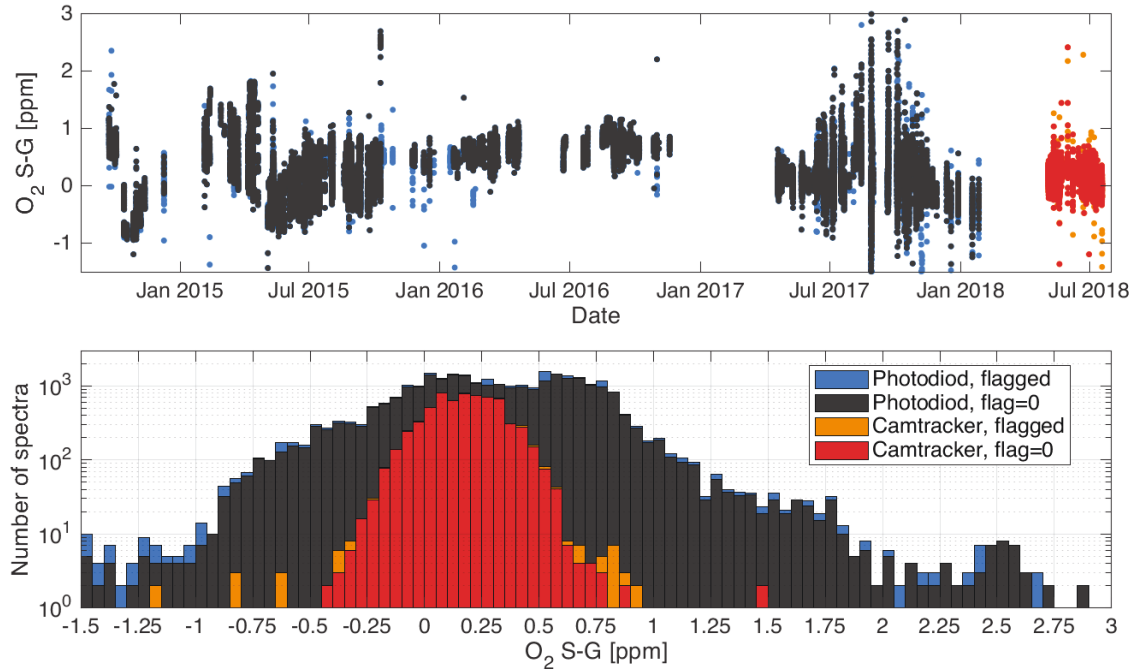 3
2
1
0
-1
O2 S-G [ppm]
Jan 2015 Jul 2015 Jan 2016 Jul 2016 Jan 2017 Jul 2017 Jan 2018 Jul 2018
Date
10^3
10^2
10^1
10^0
Number of spectra
Photodiod, flagged
Photodiod, flag=0
Camtracker, flagged
Camtracker, flag=0
-1.5 -1.25 -1 -0.75 -0.5 -0.25 0 0.25 0.5 0.75 1 1.25 1.5 1.75 2 2.25 2.5 2.75 3
O2 S-G [ppm]